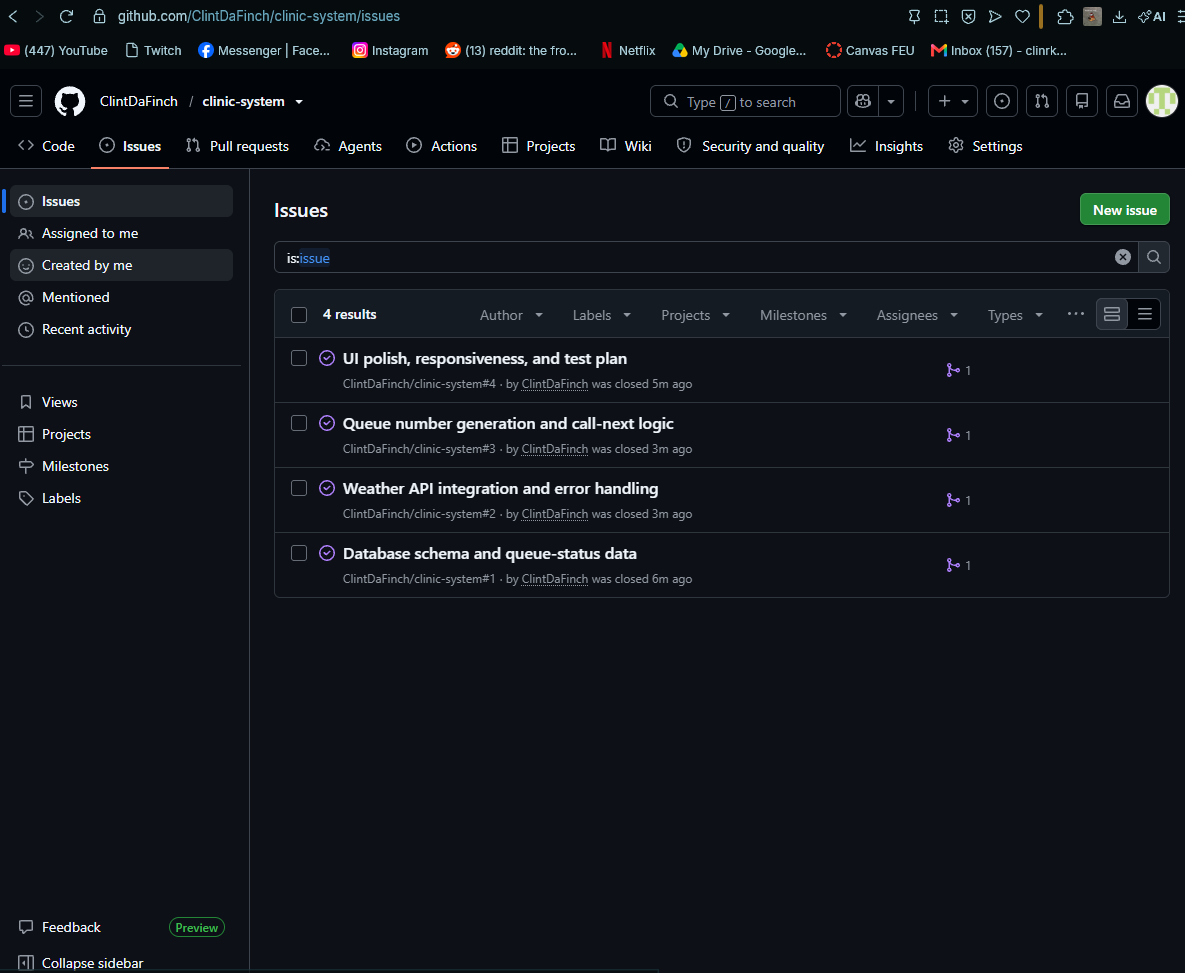 github.com/ClintDaFinch/clinic-system/issues
AI
(447) YouTube Twitch Messenger | Face... Instagram (13) reddit: the fro... Netflix My Drive - Google... Canvas FEU Inbox (157) - clinrk...
ClintDaFinch / clinic-system
Type / to search
Code Issues Pull requests Agents Actions Projects Wiki Security and quality Insights Settings
Issues
Assigned to me
Created by me
Mentioned
Recent activity
Views
Projects
Milestones
Labels
Issues
New issue
is:issue
4 results Author Labels Projects Milestones Assignees Types
UI polish, responsiveness, and test plan
ClintDaFinch/clinic-system#4 · by ClintDaFinch was closed 5m ago
1
Queue number generation and call-next logic
ClintDaFinch/clinic-system#3 · by ClintDaFinch was closed 3m ago
1
Weather API integration and error handling
ClintDaFinch/clinic-system#2 · by ClintDaFinch was closed 3m ago
1
Database schema and queue-status data
ClintDaFinch/clinic-system#1 · by ClintDaFinch was closed 6m ago
1
Feedback Preview
Collapse sidebar